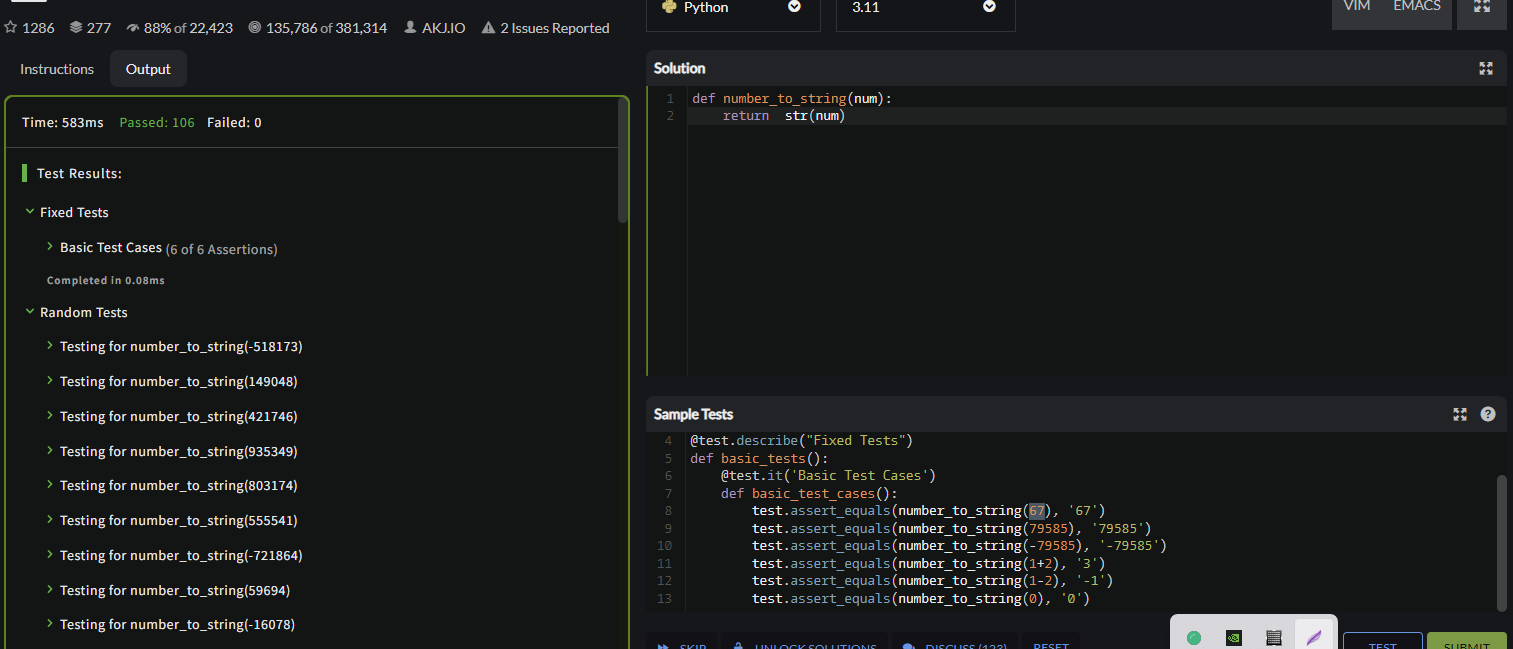 1286 277 88% of 22,423 135,786 of 381,314 AKJ.IO 2 Issues Reported
Instructions Output
Time: 583ms Passed: 106 Failed: 0
Test Results:
Fixed Tests
Basic Test Cases (6 of 6 Assertions)
Completed in 0.08ms
Random Tests
Testing for number_to_string(-518173)
Testing for number_to_string(149048)
Testing for number_to_string(421746)
Testing for number_to_string(935349)
Testing for number_to_string(803174)
Testing for number_to_string(555541)
Testing for number_to_string(-721864)
Testing for number_to_string(59694)
Testing for number_to_string(-16078)
Python 3.11 VIM EMACS
Solution
1 def number_to_string(num):
2 return  str(num)
Sample Tests
4 @test.describe("Fixed Tests")
5 def basic_tests():
6 @test.it('Basic Test Cases')
7 def basic_test_cases():
8 test.assert_equals(number_to_string(67), '67')
9 test.assert_equals(number_to_string(79585), '79585')
10 test.assert_equals(number_to_string(-79585), '-79585')
11 test.assert_equals(number_to_string(1+2), '3')
12 test.assert_equals(number_to_string(1-2), '-1')
13 test.assert_equals(number_to_string(0), '0')
SKIP UNLOCK SOLUTIONS DISCUSS (123) RESET TEST SUBMIT